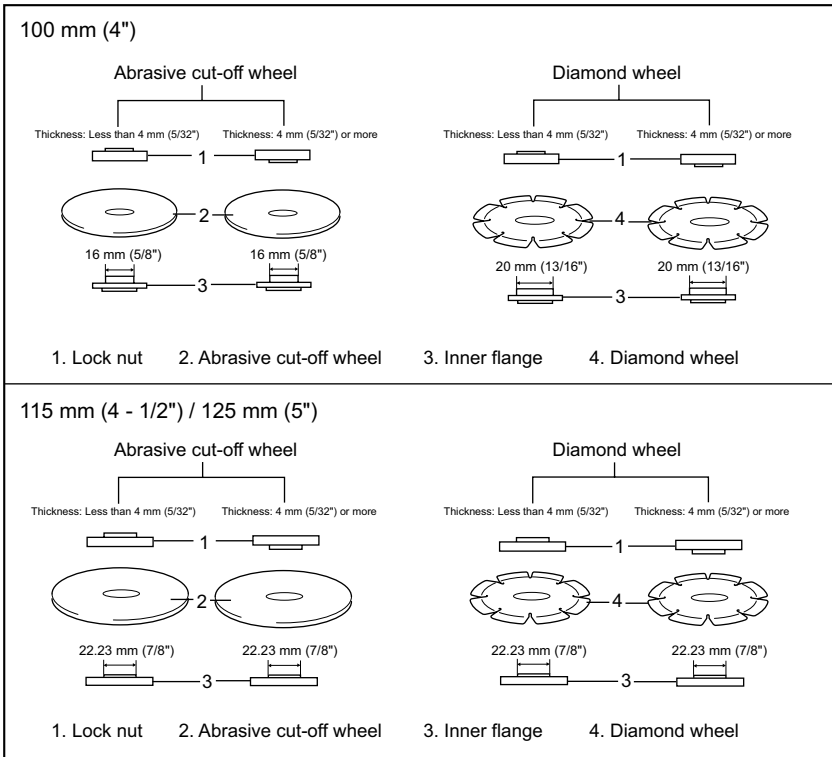 100 mm (4")
Abrasive cut-off wheel
Diamond wheel
Thickness: Less than 4 mm (5/32")
Thickness: 4 mm (5/32") or more
Thickness: Less than 4 mm (5/32")
Thickness: 4 mm (5/32") or more
1
1
2
4
16 mm (5/8")
16 mm (5/8")
20 mm (13/16")
20 mm (13/16")
3
3
1. Lock nut 2. Abrasive cut-off wheel 3. Inner flange 4. Diamond wheel
115 mm (4 - 1/2") / 125 mm (5")
Abrasive cut-off wheel
Diamond wheel
Thickness: Less than 4 mm (5/32")
Thickness: 4 mm (5/32") or more
Thickness: Less than 4 mm (5/32")
Thickness: 4 mm (5/32") or more
1
1
2
4
22.23 mm (7/8")
22.23 mm (7/8")
22.23 mm (7/8")
22.23 mm (7/8")
3
3
1. Lock nut 2. Abrasive cut-off wheel 3. Inner flange 4. Diamond wheel